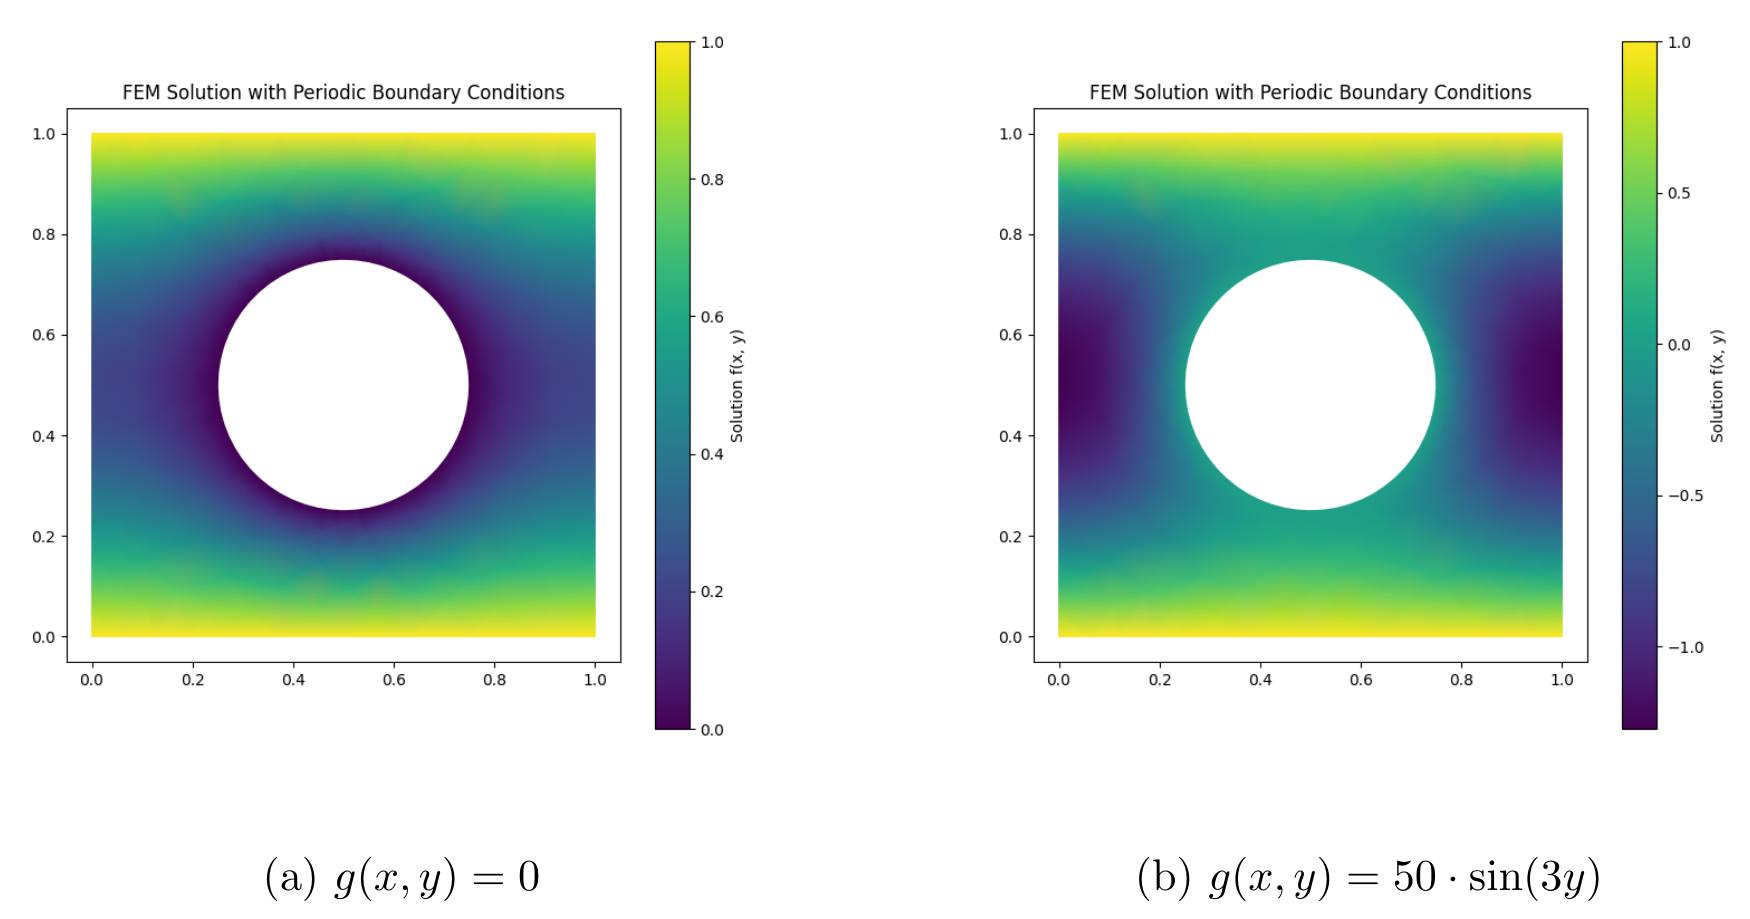 FEM Solution with Periodic Boundary Conditions
1.0
0.8
0.6
0.4
0.2
0.0
0.0 0.2 0.4 0.6 0.8 1.0
1.0
0.8
0.6
0.4
0.2
0.0
Solution f(x, y)
(a) g(x, y) = 0
FEM Solution with Periodic Boundary Conditions
1.0
0.8
0.6
0.4
0.2
0.0
0.0 0.2 0.4 0.6 0.8 1.0
1.0
0.5
0.0
−0.5
−1.0
Solution f(x, y)
(b) g(x, y) = 50 · sin(3y)